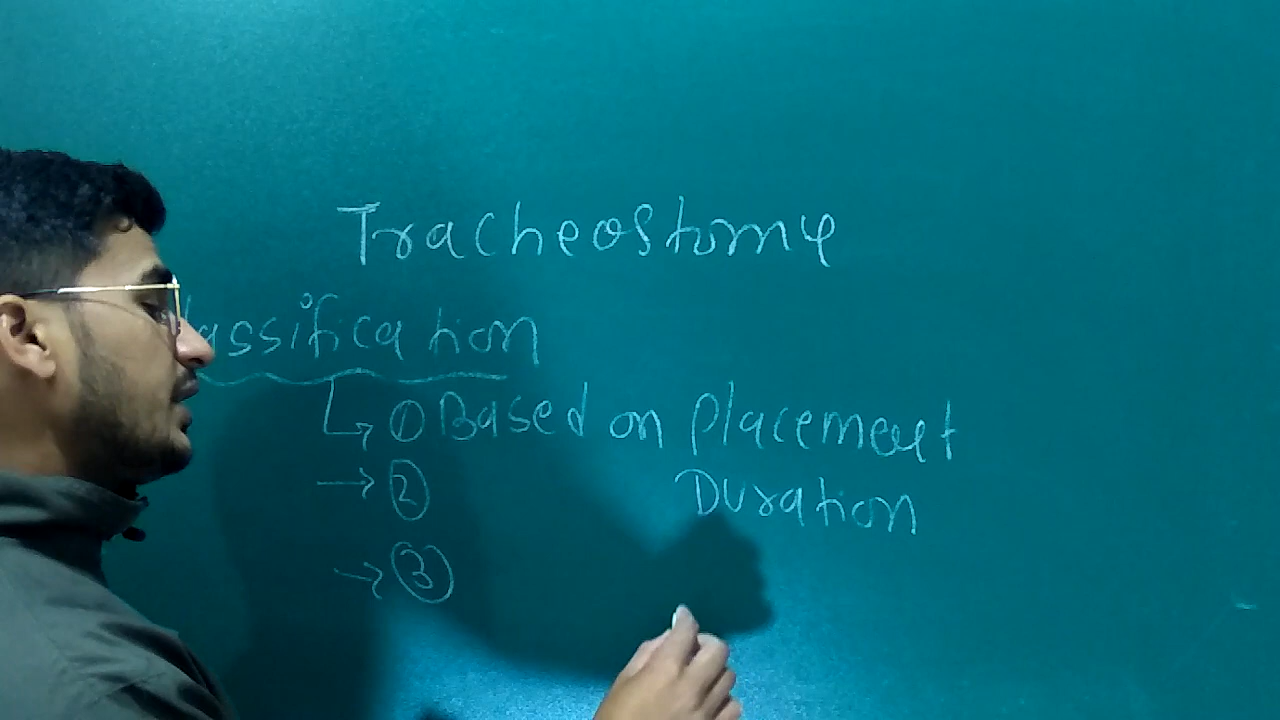 Tracheostomy
lassification
① Based on placement
② Duration
③